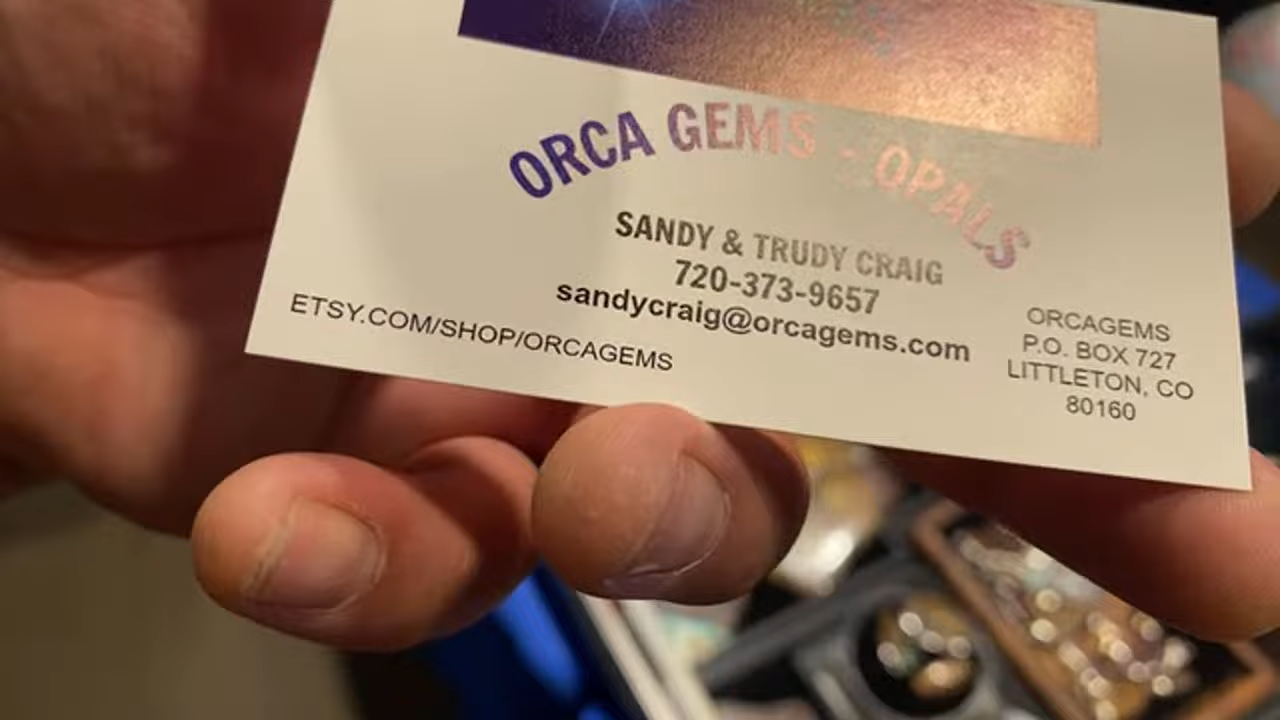 ORCA GEMS - OPALS
SANDY & TRUDY CRAIG
720-373-9657
sandycraig@orcagems.com
ETSY.COM/SHOP/ORCAGEMS
ORCAGEMS
P.O. BOX 727
LITTLETON, CO
80160